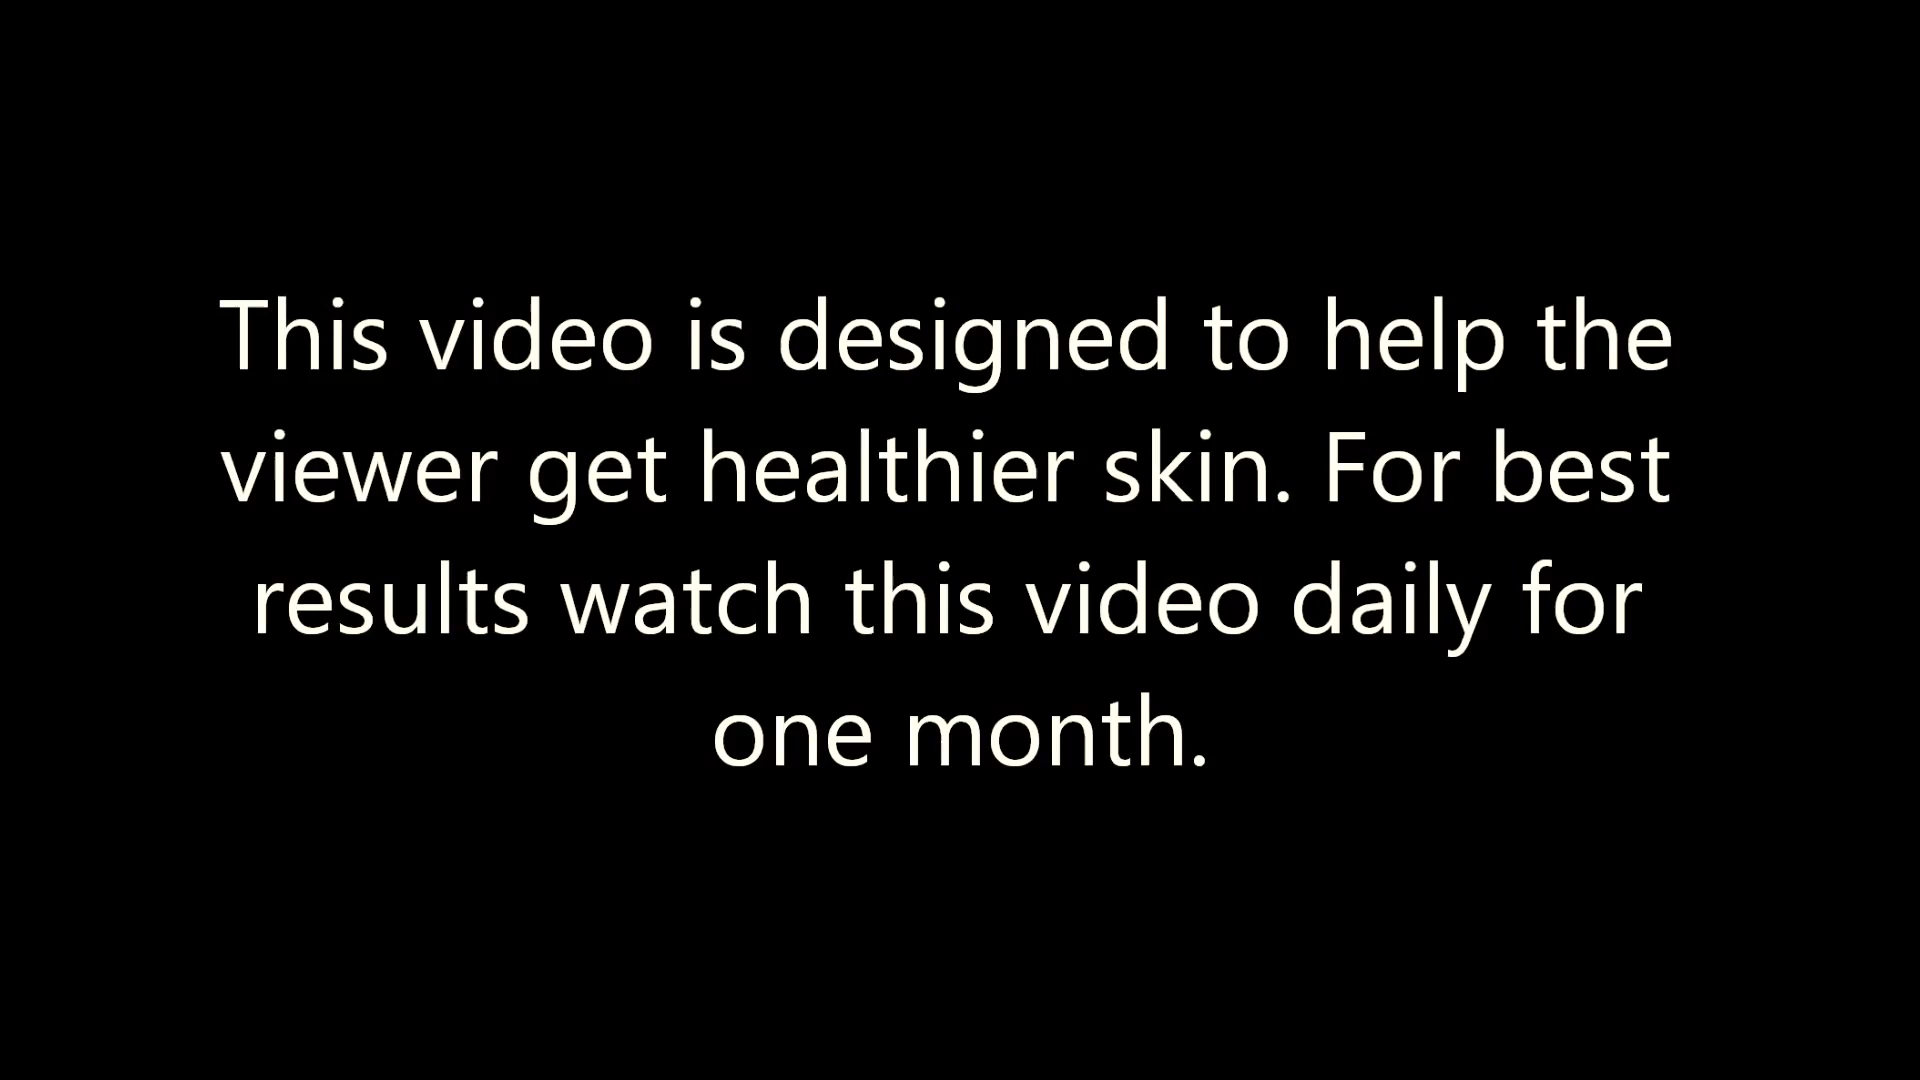 This video is designed to help the
viewer get healthier skin. For best
results watch this video daily for
one month.